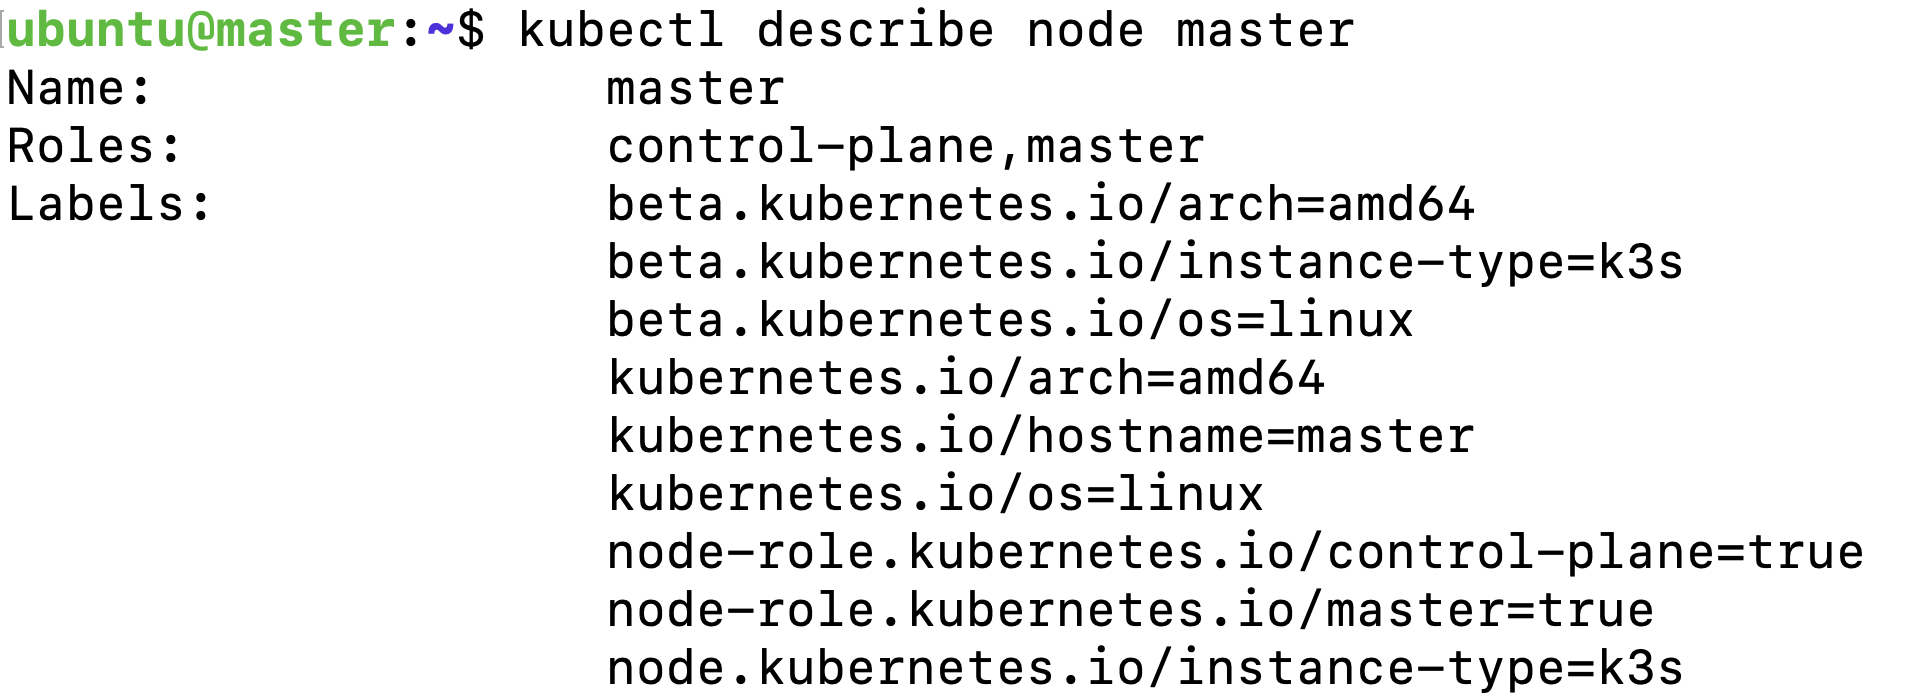 ubuntu@master:~$ kubectl describe node master
Name:                   master
Roles:                  control-plane,master
Labels:                 beta.kubernetes.io/arch=amd64
                        beta.kubernetes.io/instance-type=k3s
                        beta.kubernetes.io/os=linux
                        kubernetes.io/arch=amd64
                        kubernetes.io/hostname=master
                        kubernetes.io/os=linux
                        node-role.kubernetes.io/control-plane=true
                        node-role.kubernetes.io/master=true
                        node.kubernetes.io/instance-type=k3s